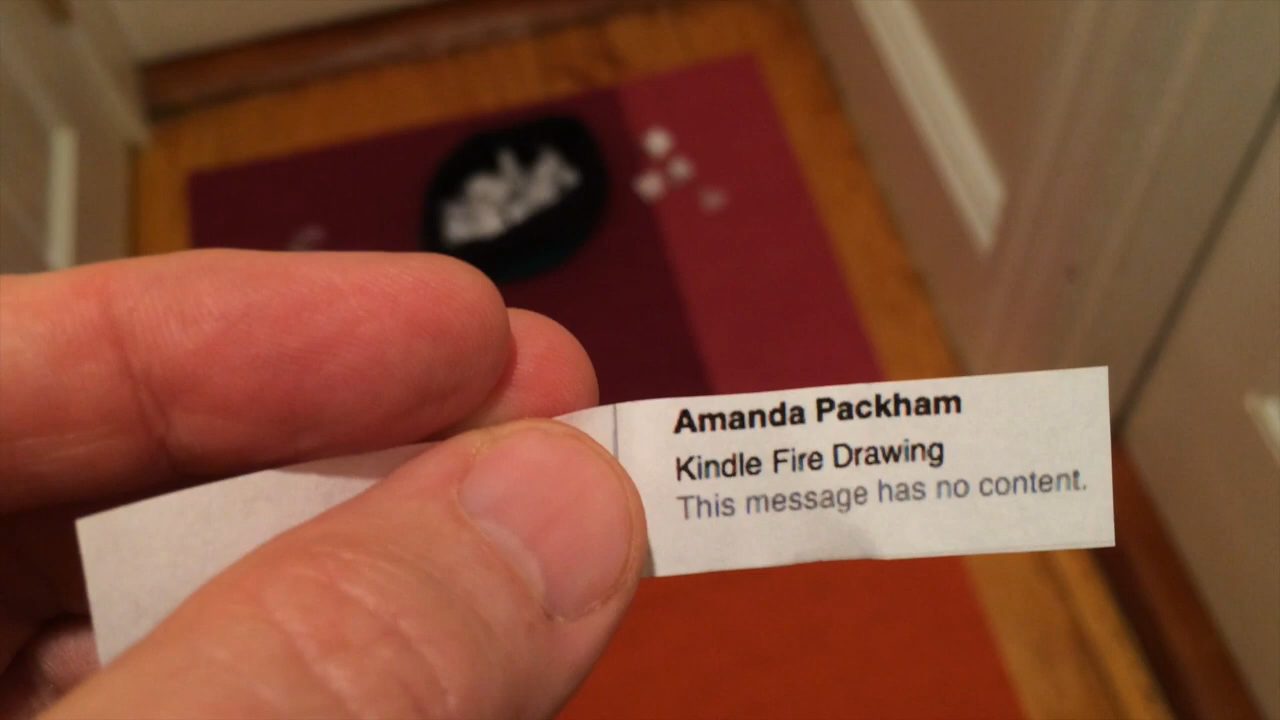 Amanda Packham
Kindle Fire Drawing
This message has no content.